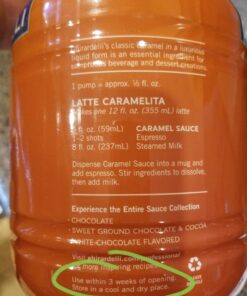 Ghirardelli's classic Caramel in a luxurious
liquid form is an essential ingredient for
sumptuous beverage and dessert creations.
1 pump = approx. ½ fl. oz.
LATTE CARAMELITA
Makes one 12 fl. oz. (355 mL) latte
fl. oz. (59mL) CARAMEL SAUCE
1-2 shots Espresso
8 fl. oz. (237mL) Steamed Milk
Dispense Caramel Sauce into a mug
and add espresso. Stir ingredients to dissolve,
then add milk.
Experience the Entire Sauce Collection
• CHOCOLATE
• SWEET GROUND CHOCOLATE & COCOA
WHITE-CHOCOLATE FLAVORED
Visit ghirardelli.com/professional
more inspiring recipes
Use within 3 weeks of opening.
Store in a cool and dry place.